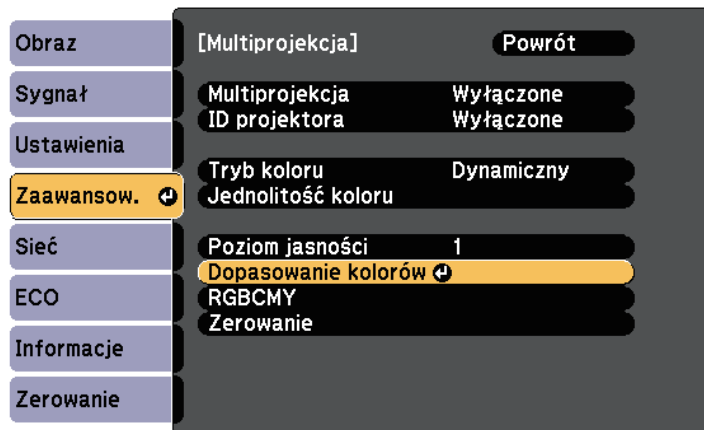 Obraz
Sygnał
Ustawienia
Zaawansow.
Sieć
ECO
Informacje
Zerowanie
[Multiprojekcja] Powrót
Multiprojekcja Wyłączone
ID projektora Wyłączone
Tryb koloru Dynamiczny
Jednolitość koloru
Poziom jasności 1
Dopasowanie kolorów
RGBCMY
Zerowanie